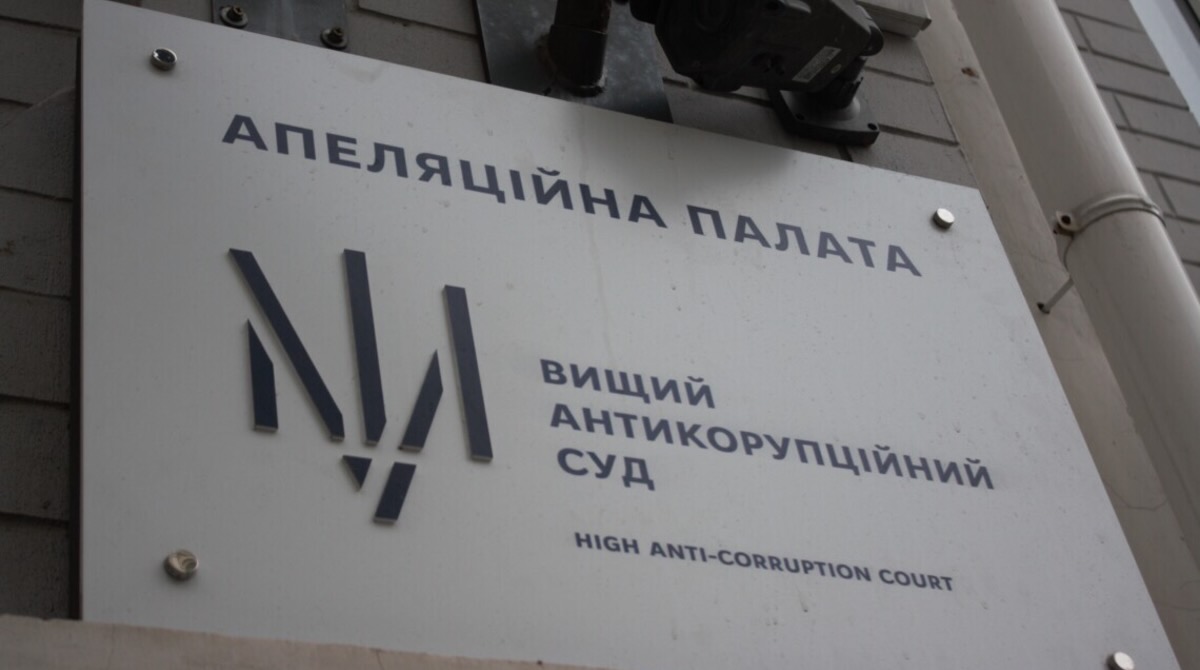 АПЕЛЯЦІЙНА ПАЛАТА
ВИЩИЙ
АНТИКОРУПЦІЙНИЙ
СУД
HIGH ANTI-CORRUPTION COURT